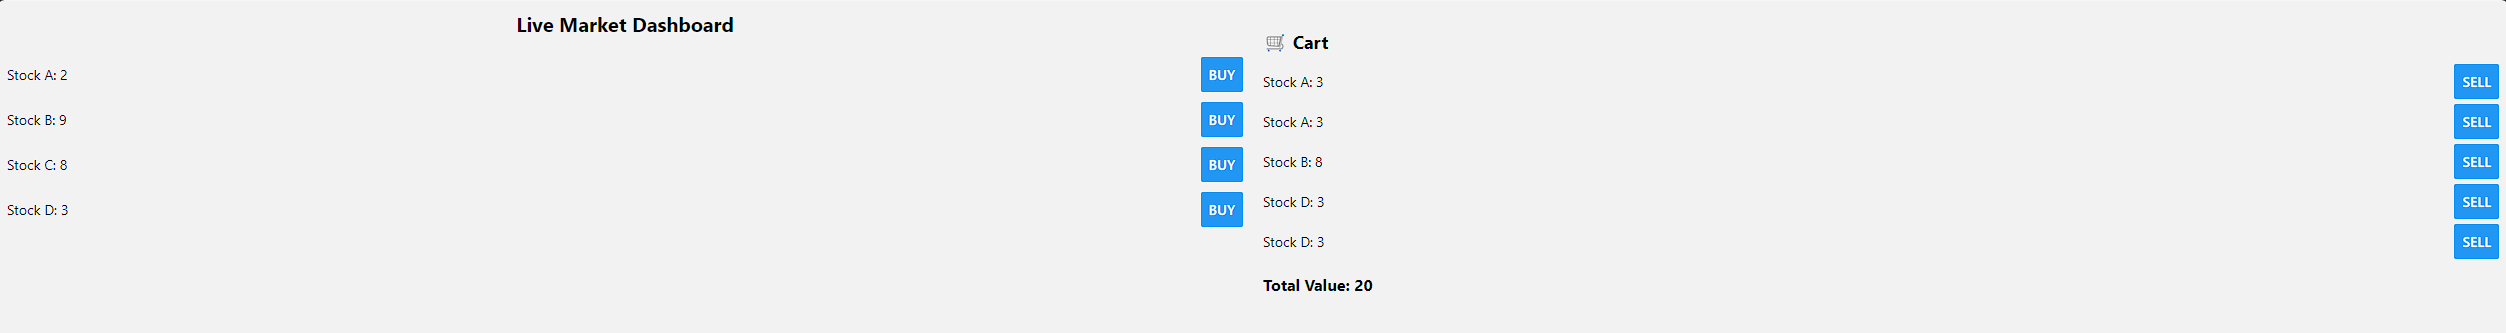 Live Market Dashboard
Stock A: 2
BUY
Stock B: 9
BUY
Stock C: 8
BUY
Stock D: 3
BUY
🛒 Cart
Stock A: 3
SELL
Stock A: 3
SELL
Stock B: 8
SELL
Stock D: 3
SELL
Stock D: 3
SELL
Total Value: 20